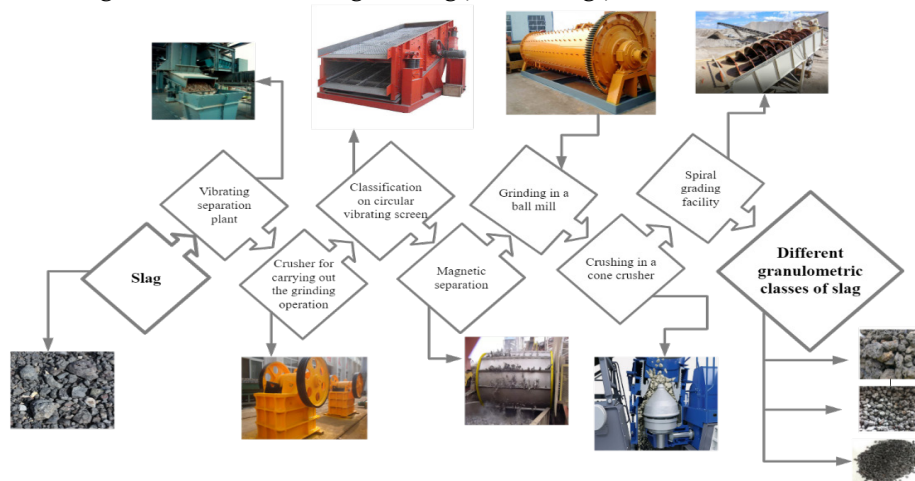 Slag
Vibrating
separation
plant
Crusher for
carrying out
the grinding
operation
Classification
on circular
vibrating screen
Magnetic
separation
Grinding in a
ball mill
Crushing in a
cone crusher
Spiral
grading
facility
Different
granulometric
classes of slag